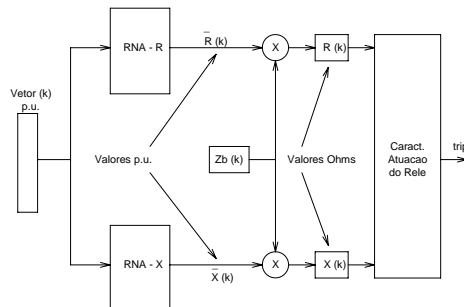 RNA - R
R (k)
X
R (k)
Vetor (k)
p.u.
Valores p.u.
Zb (k)
Valores Ohms
Caract.
Atuacao
do Rele
trip
RNA - X
X (k)
X
X (k)